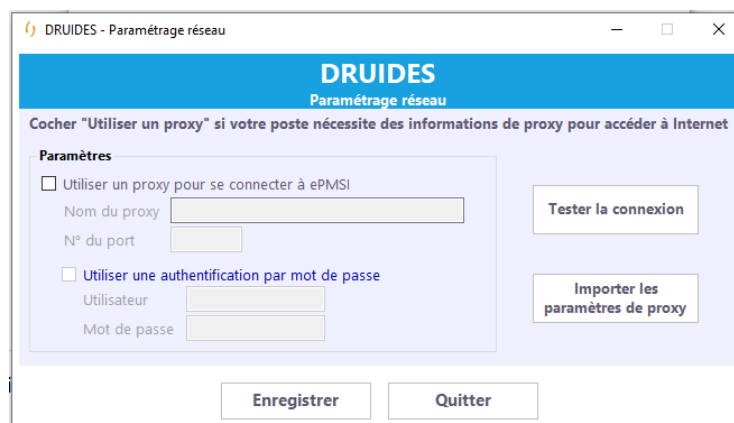 DRUIDES - Paramétrage réseau
DRUIDES
Paramétrage réseau
Cocher "Utiliser un proxy" si votre poste nécessite des informations de proxy pour accéder à Internet
Paramètres
Utiliser un proxy pour se connecter à ePMSI
Nom du proxy
N° du port
Utiliser une authentification par mot de passe
Utilisateur
Mot de passe
Tester la connexion
Importer les
paramètres de proxy
Enregistrer
Quitter